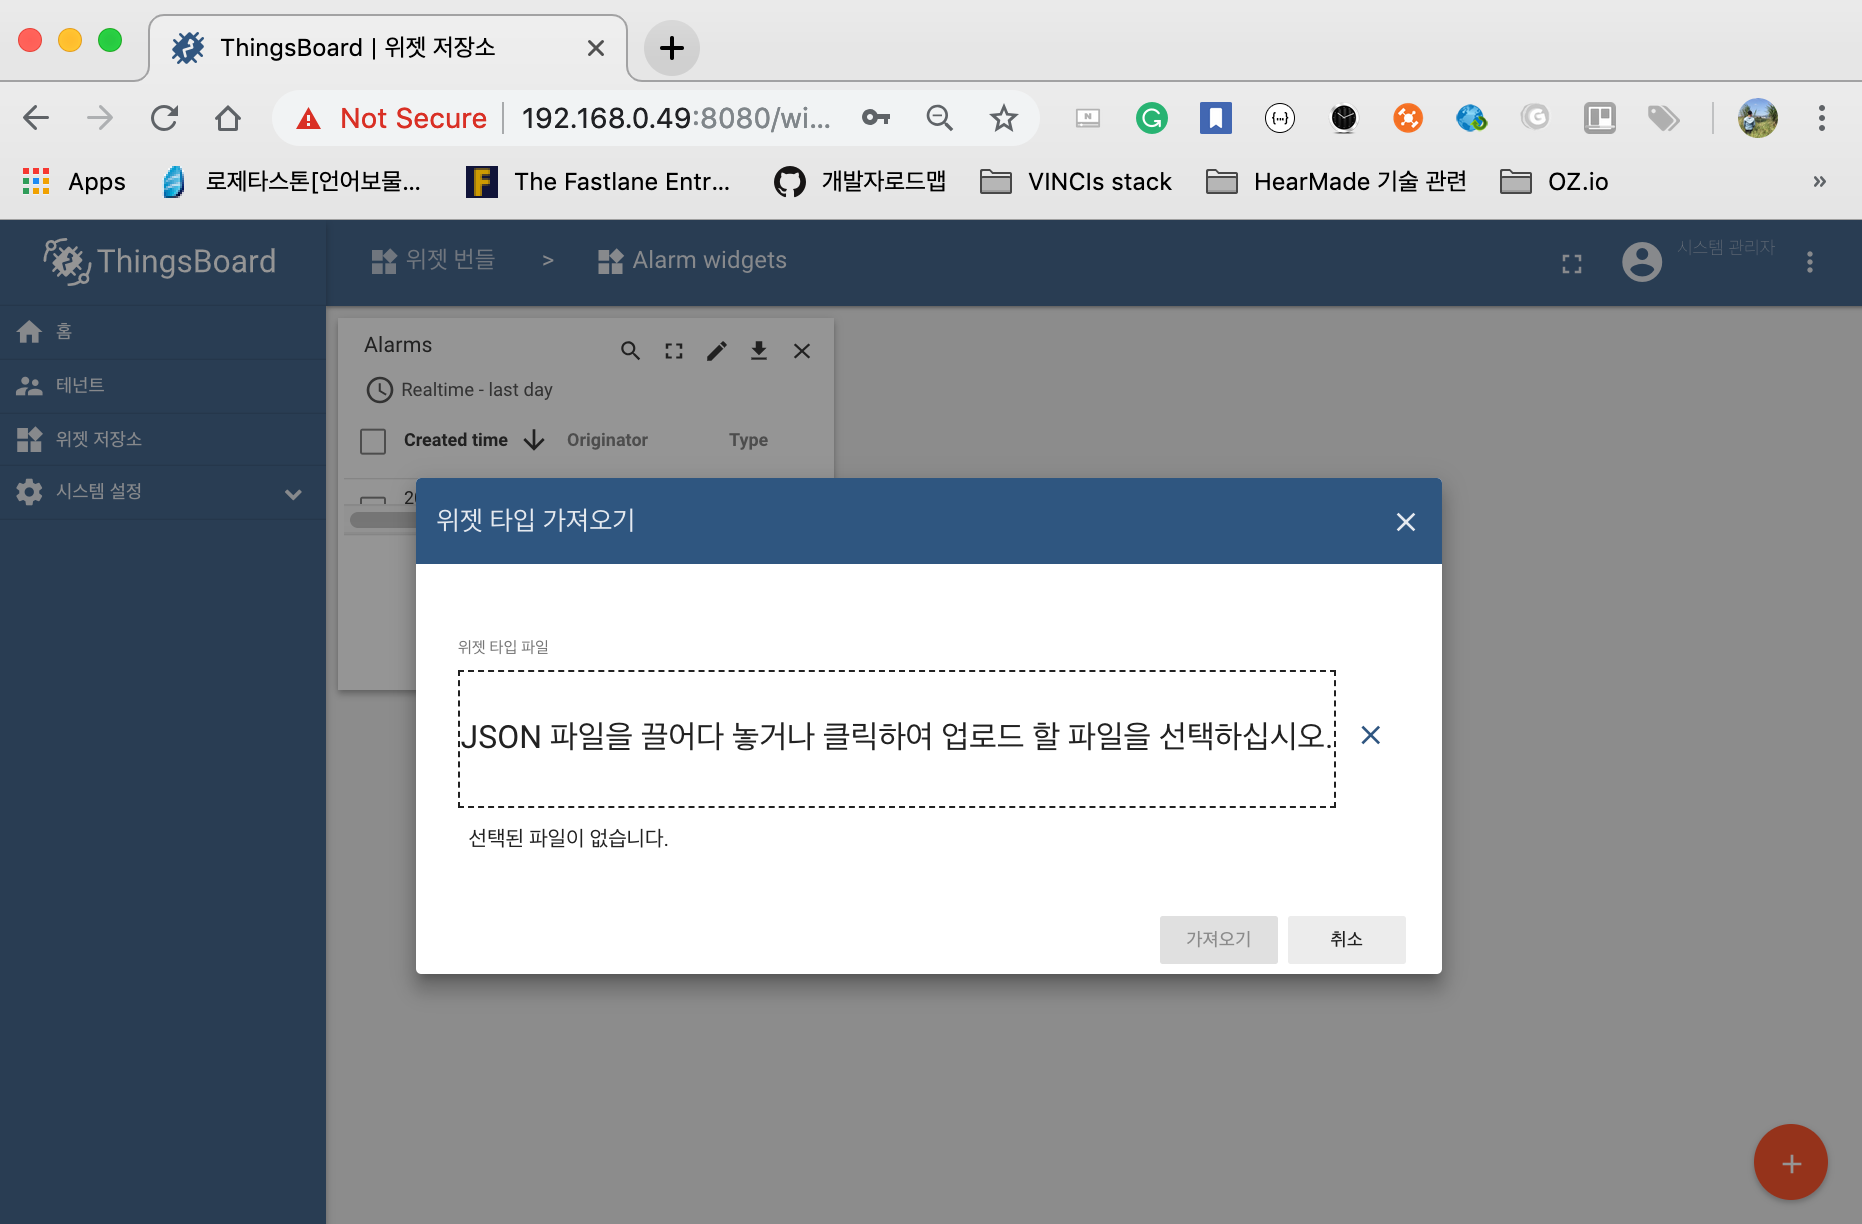 ThingsBoard | 위젯 저장소
Not Secure
192.168.0.49:8080/wi...
Apps
로제타스톤[언어보물...
The Fastlane Entr...
개발자로드맵
VINCIs stack
HearMade 기술 관련
OZ.io
»
ThingsBoard
위젯 번들 > Alarm widgets
시스템 관리자
홈
테넌트
위젯 저장소
시스템 설정
Alarms
Realtime - last day
Created time
Originator
Type
위젯 타입 가져오기
위젯 타입 파일
JSON 파일을 끌어다 놓거나 클릭하여 업로드 할 파일을 선택하십시오.
선택된 파일이 없습니다.
가져오기
취소